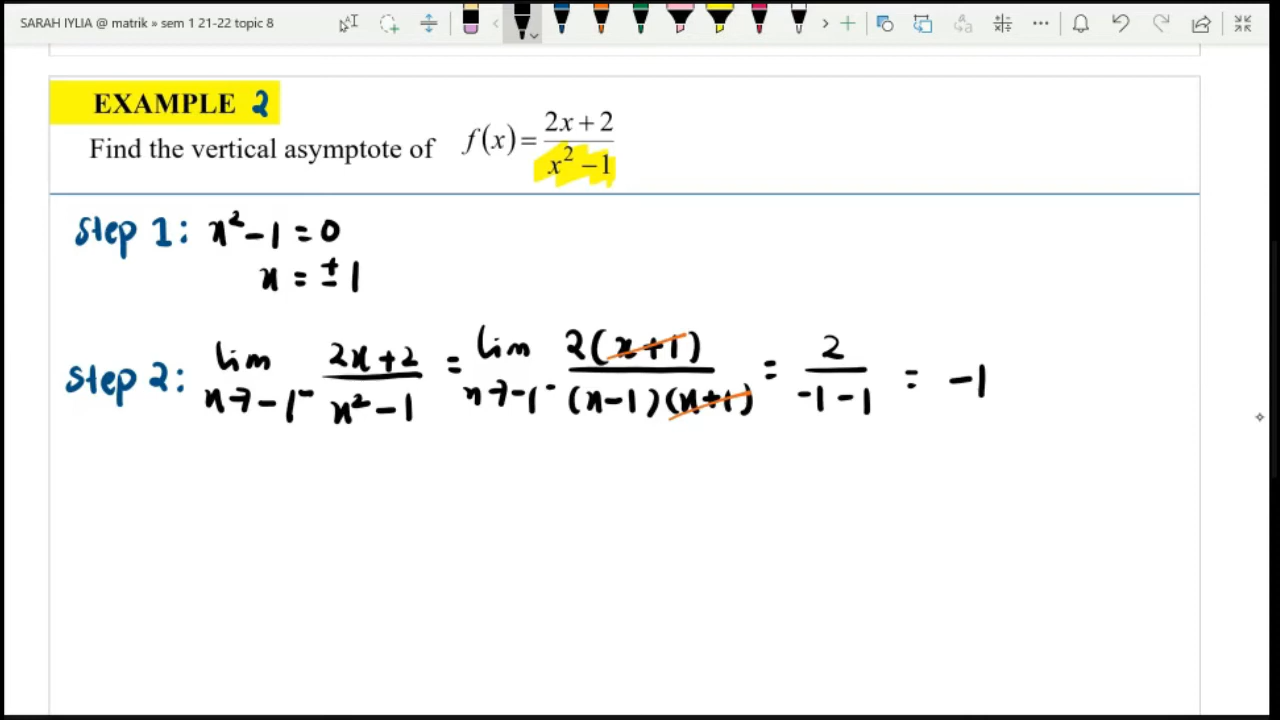 SARAH IYLIA @ matrik » sem 1 21-22 topic 8
EXAMPLE 2
Find the vertical asymptote of f(x) = (2x + 2)/(x² − 1)
Step 1: x² − 1 = 0
x = ± 1
Step 2: lim x→−1⁻ (2x + 2)/(x² − 1) = lim x→−1⁻ 2(x+1)/((x−1)(x+1)) = 2/(−1 −1) = −1